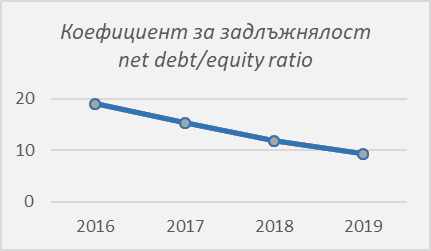 Коефициент за задлъжнялост
net debt/equity ratio
20
10
0
2016 2017 2018 2019